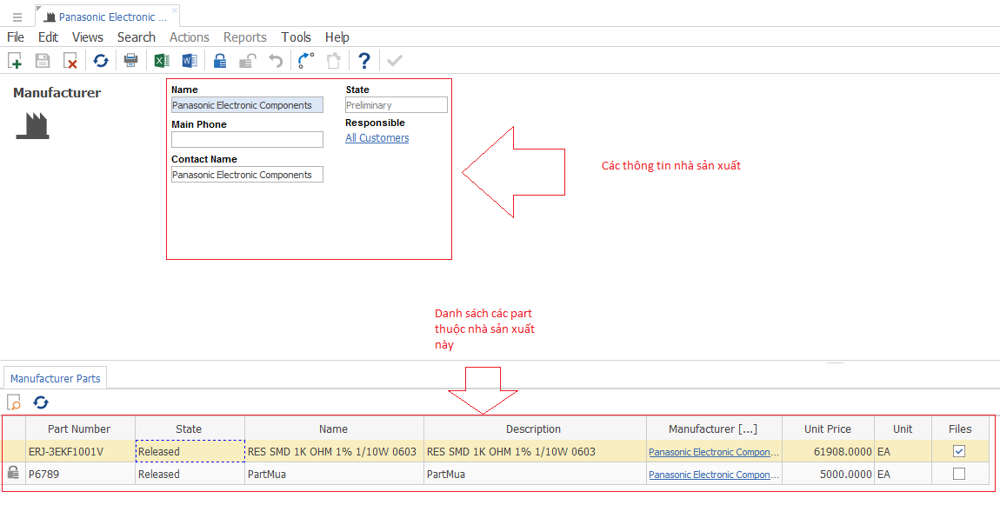 Panasonic Electronic ...
File Edit Views Search Actions Reports Tools Help
Manufacturer
Name State
Panasonic Electronic Components Preliminary
Main Phone Responsible
All Customers
Contact Name
Panasonic Electronic Components
Các thông tin nhà sản xuất
Danh sách các part
thuộc nhà sản xuất
này
Manufacturer Parts
Part Number State Name Description Manufacturer [...] Unit Price Unit Files
ERJ-3EKF1001V Released RES SMD 1K OHM 1% 1/10W 0603 RES SMD 1K OHM 1% 1/10W 0603 Panasonic Electronic Compon... 61908.0000 EA
P6789 Released PartMua PartMua Panasonic Electronic Compon... 5000.0000 EA